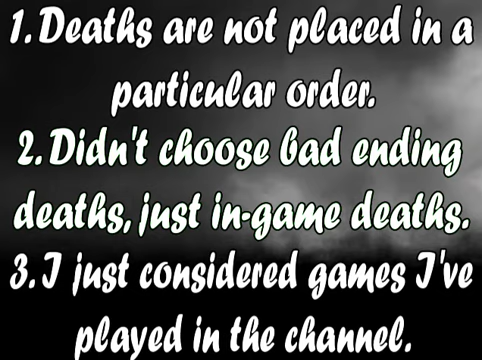 1. Deaths are not placed in a
particular order.
2. Didn't choose bad ending
deaths, just in-game deaths.
3. I just considered games I've
played in the channel.